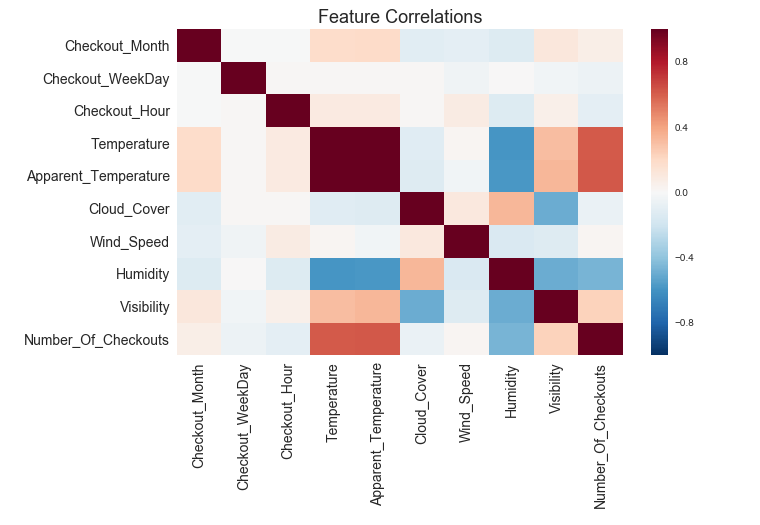 Feature Correlations
Checkout_Month
Checkout_WeekDay
Checkout_Hour
Temperature
Apparent_Temperature
Cloud_Cover
Wind_Speed
Humidity
Visibility
Number_Of_Checkouts
Checkout_Month
Checkout_WeekDay
Checkout_Hour
Temperature
Apparent_Temperature
Cloud_Cover
Wind_Speed
Humidity
Visibility
Number_Of_Checkouts
0.8
0.4
0.0
−0.4
−0.8